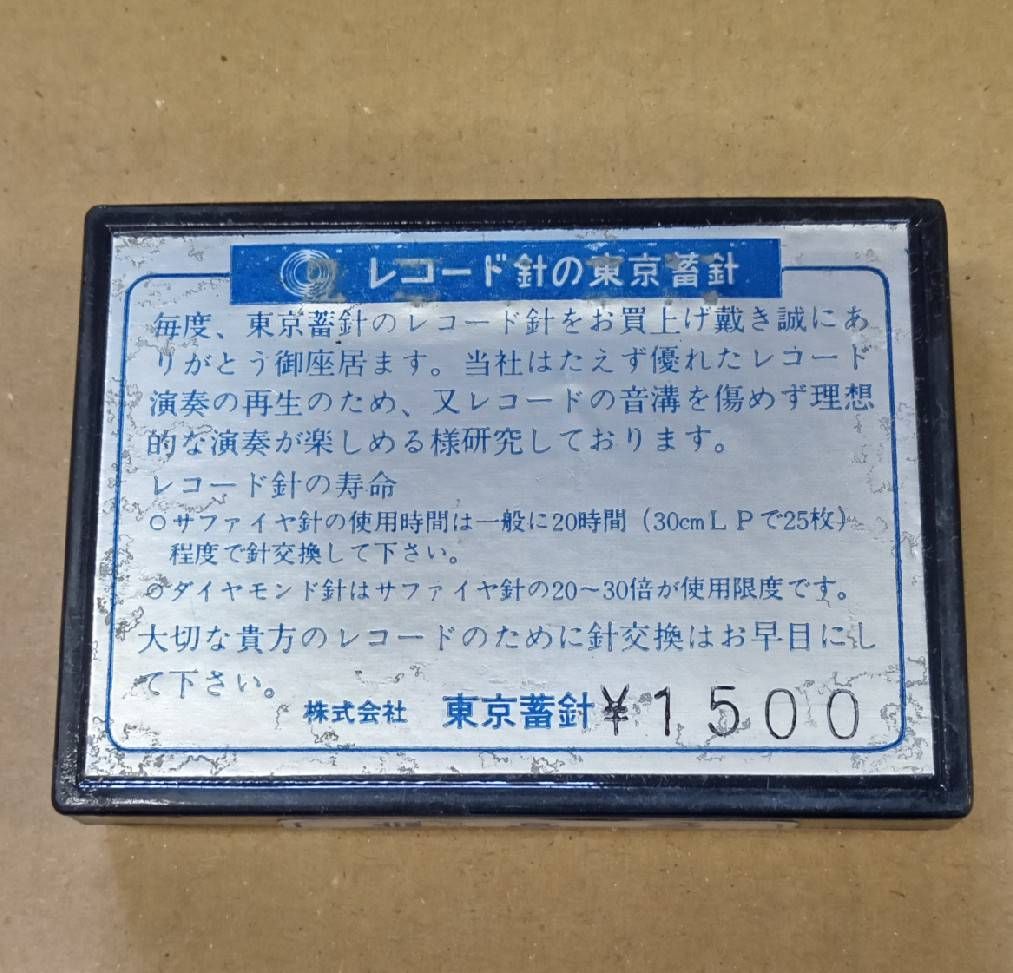 レコード針の東京蓄針
毎度、東京蓄針のレコード針をお買上げ戴き誠にあ
りがとう御座居ます。当社はたえず優れたレコード
演奏の再生のため、又レコードの音溝を傷めず理想
的な演奏が楽しめる様研究しております。
レコード針の寿命
○サファイヤ針の使用時間は一般に20時間(30cmLPで25枚)
程度で針交換して下さい。
○ダイヤモンド針はサファイヤ針の20〜30倍が使用限度です。
大切な貴方のレコードのために針交換はお早目にし
て下さい。
株式会社 東京蓄針 ¥1500